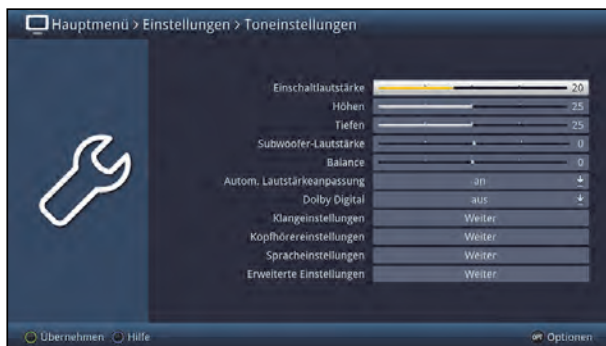 Hauptmenü > Einstellungen > Toneinstellungen
Einschaltlautstärke 20
Höhen 25
Tiefen 25
Subwoofer-Lautstärke 0
Balance 0
Autom. Lautstärkeanpassung an
Dolby Digital aus
Klangeinstellungen Weiter
Kopfhörereinstellungen Weiter
Spracheinstellungen Weiter
Erweiterte Einstellungen Weiter
Übernehmen Hilfe OPT Optionen